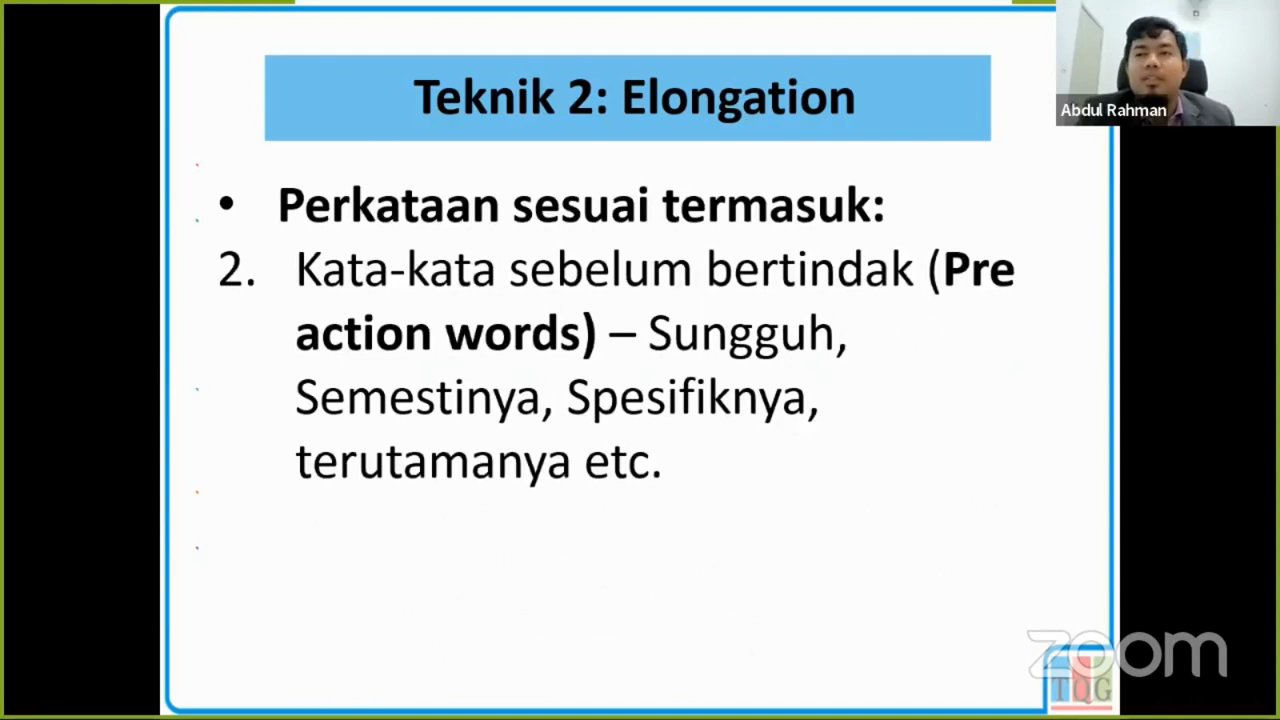 Teknik 2: Elongation
Abdul Rahman
• Perkataan sesuai termasuk:
2. Kata-kata sebelum bertindak (Pre
action words) – Sungguh,
Semestinya, Spesifiknya,
terutamanya etc.
zoom
TQG